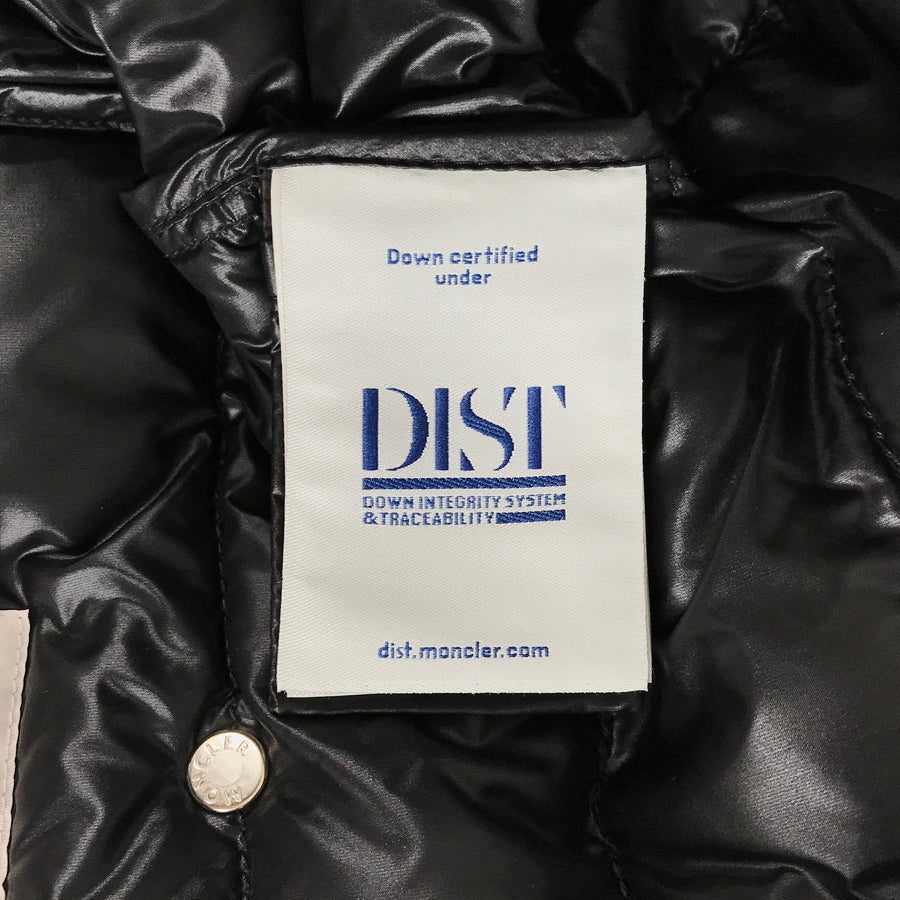 Down certified
under
DIST
DOWN INTEGRITY SYSTEM
&TRACEABILITY
dist.moncler.com
MONCLER